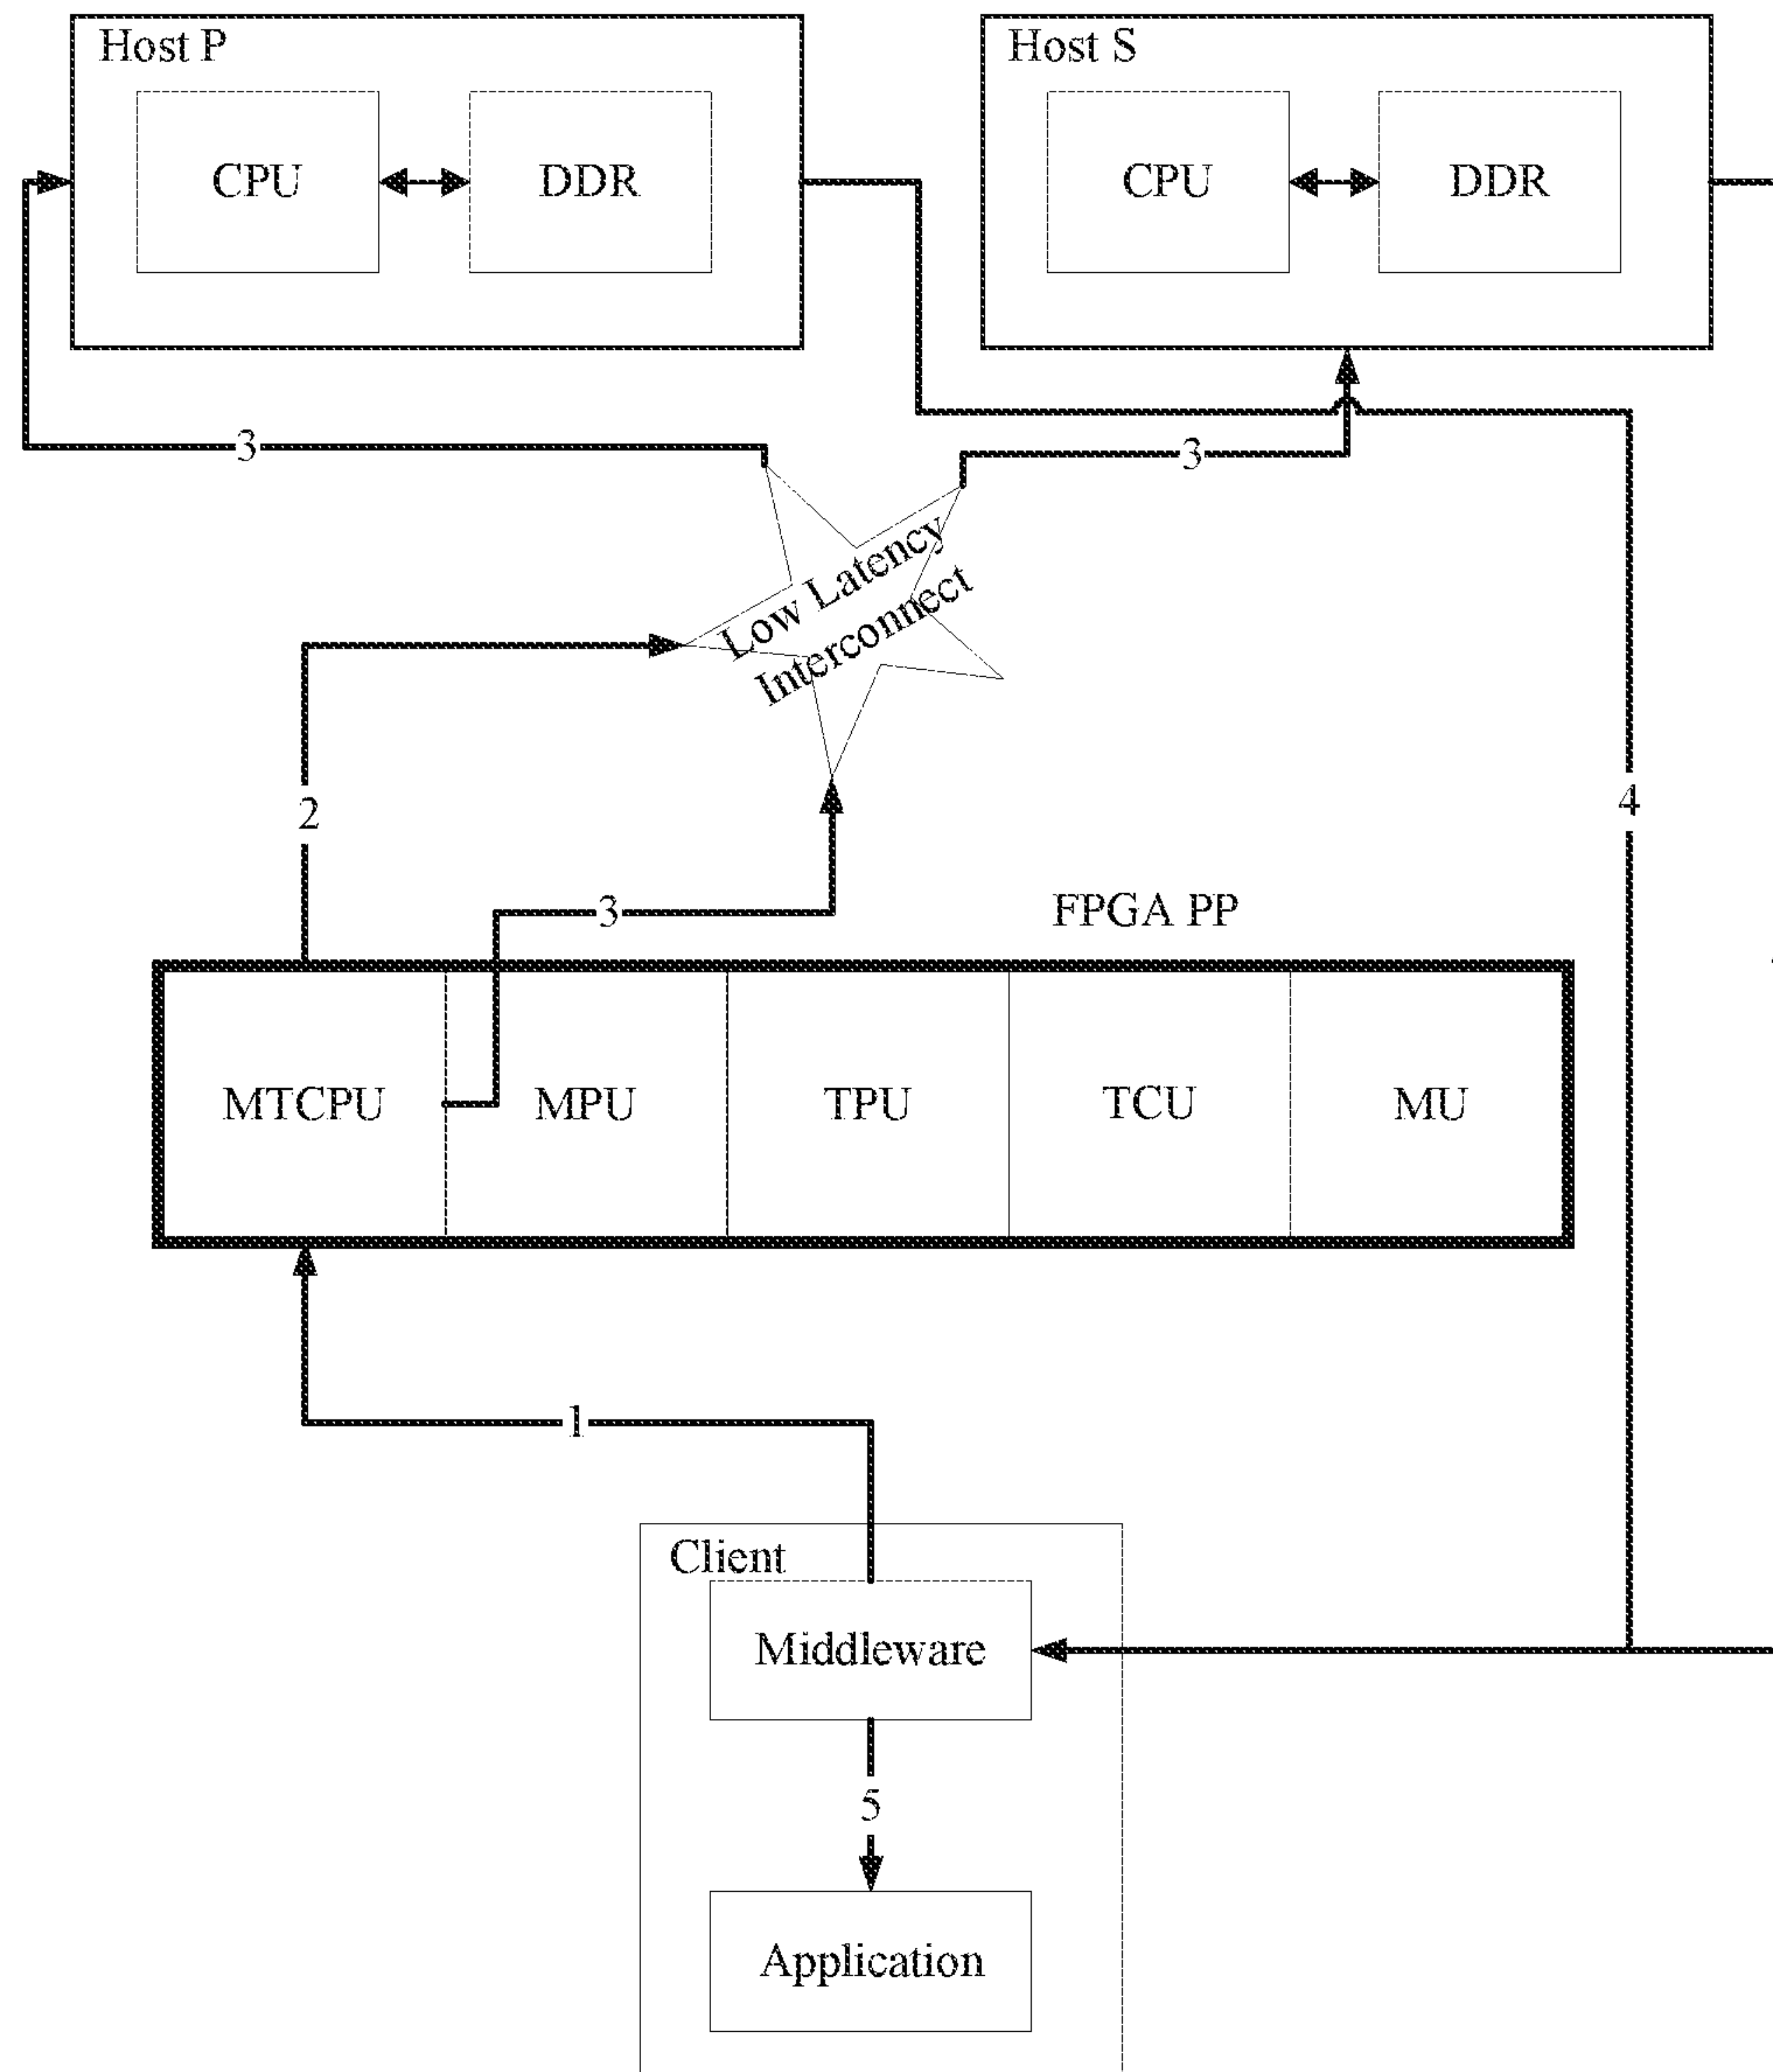 Host P
Host S
CPU
DDR
CPU
DDR
3
3
Low Latency
Interconnect
2
4
3
FPGA PP
MTCPU
MPU
TPU
TCU
MU
1
Client
Middleware
5
Application